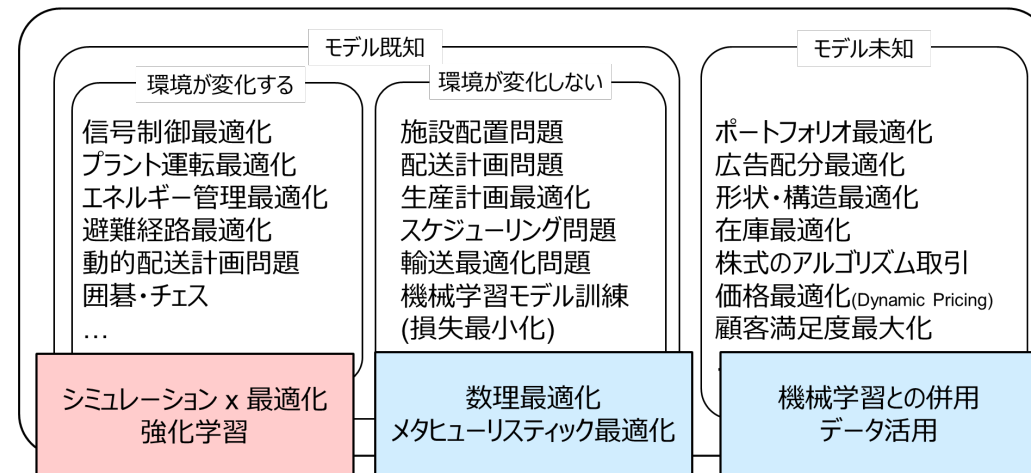 モデル既知
環境が変化する
信号制御最適化
プラント運転最適化
エネルギー管理最適化
避難経路最適化
動的配送計画問題
囲碁・チェス
…
シミュレーション x 最適化
強化学習
環境が変化しない
施設配置問題
配送計画問題
生産計画最適化
スケジューリング問題
輸送最適化問題
機械学習モデル訓練
(損失最小化)
数理最適化
メタヒューリスティック最適化
モデル未知
ポートフォリオ最適化
広告配分最適化
形状・構造最適化
在庫最適化
株式のアルゴリズム取引
価格最適化(Dynamic Pricing)
顧客満足度最大化
機械学習との併用
データ活用